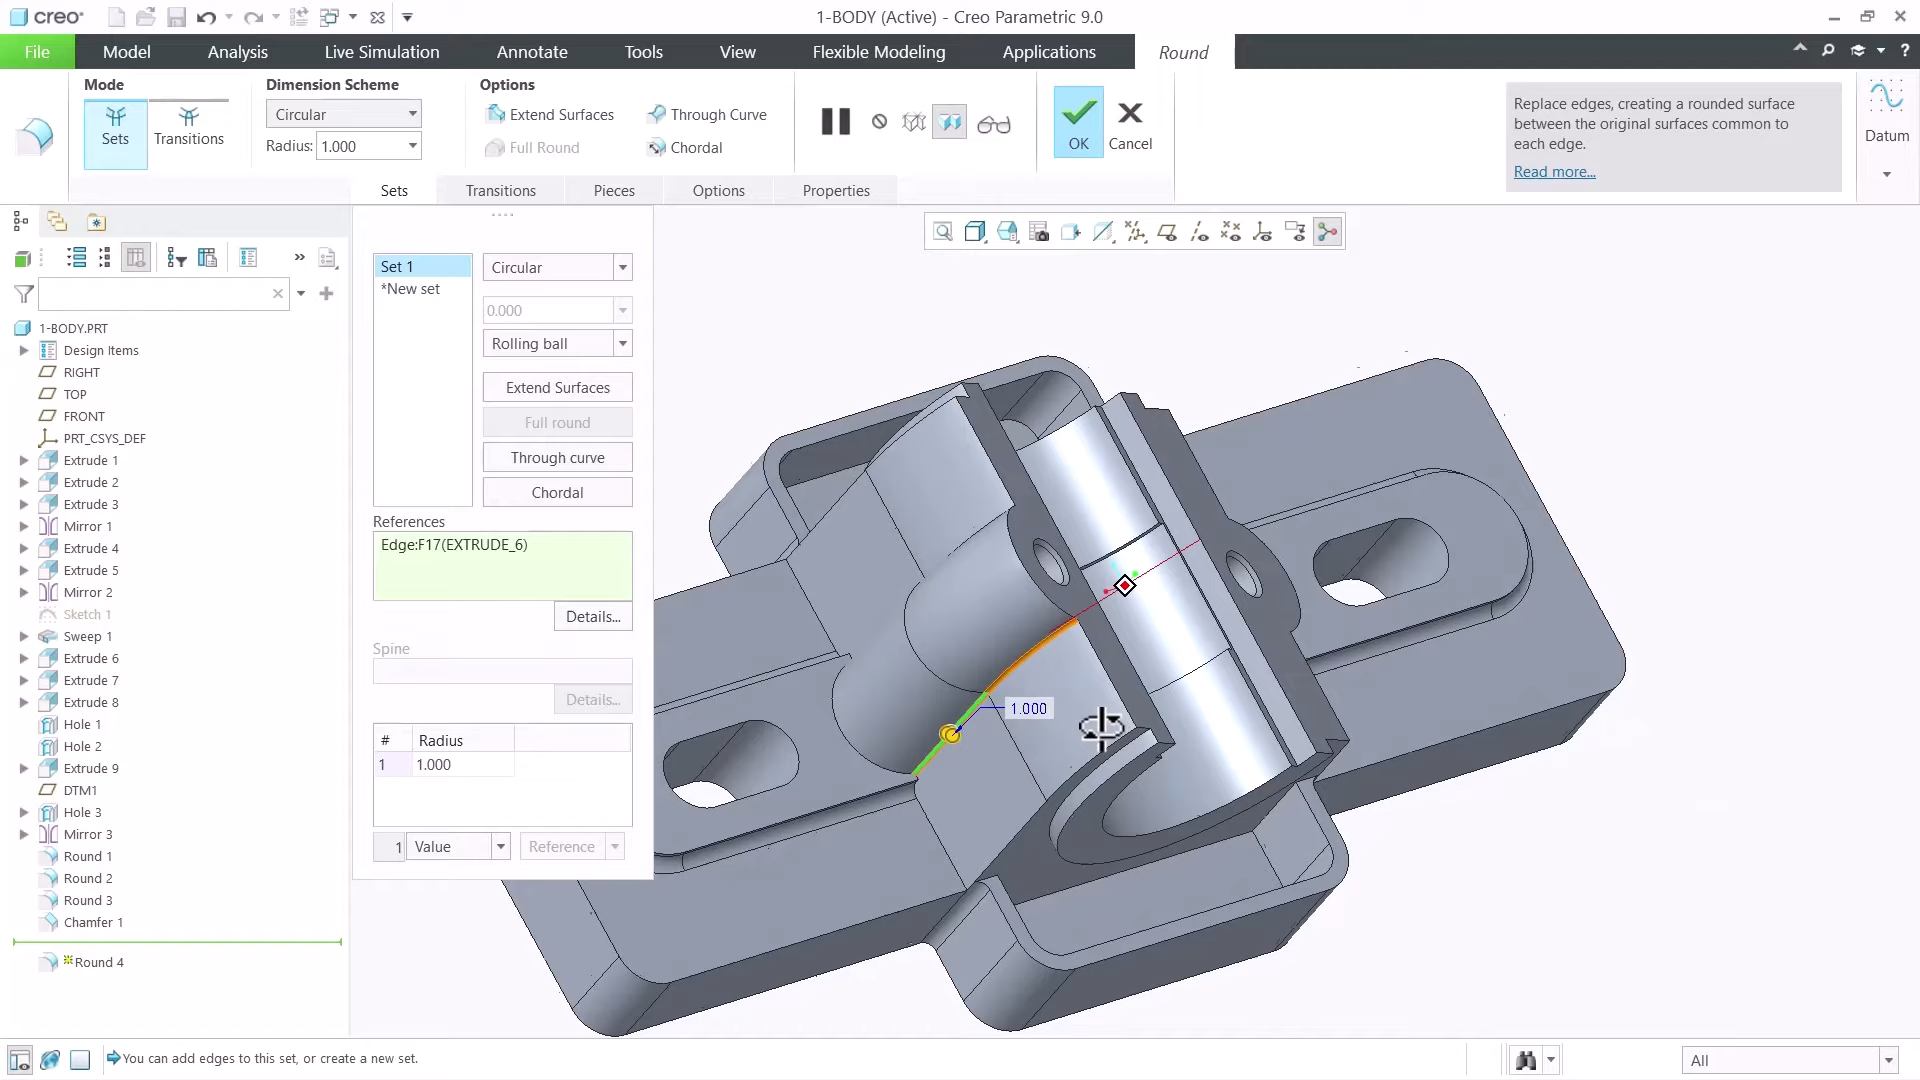 creo
1-BODY (Active) - Creo Parametric 9.0
File
Model
Analysis
Live Simulation
Annotate
Tools
View
Flexible Modeling
Applications
Round
Mode
Sets
Transitions
Dimension Scheme
Circular
Radius: 1.000
Options
Extend Surfaces
Through Curve
Full Round
Chordal
OK
Cancel
Replace edges, creating a rounded surface
between the original surfaces common to
each edge.
Read more...
Datum
Sets
Transitions
Pieces
Options
Properties
1-BODY.PRT
Design Items
RIGHT
TOP
FRONT
PRT_CSYS_DEF
Extrude 1
Extrude 2
Extrude 3
Mirror 1
Extrude 4
Extrude 5
Mirror 2
Sketch 1
Sweep 1
Extrude 6
Extrude 7
Extrude 8
Hole 1
Hole 2
Extrude 9
DTM1
Hole 3
Mirror 3
Round 1
Round 2
Round 3
Chamfer 1
Round 4
Set 1
*New set
Circular
0.000
Rolling ball
Extend Surfaces
Full round
Through curve
Chordal
References
Edge:F17(EXTRUDE_6)
Details...
Spine
Details...
# Radius
1 1.000
1 Value Reference
1.000
You can add edges to this set, or create a new set.
All